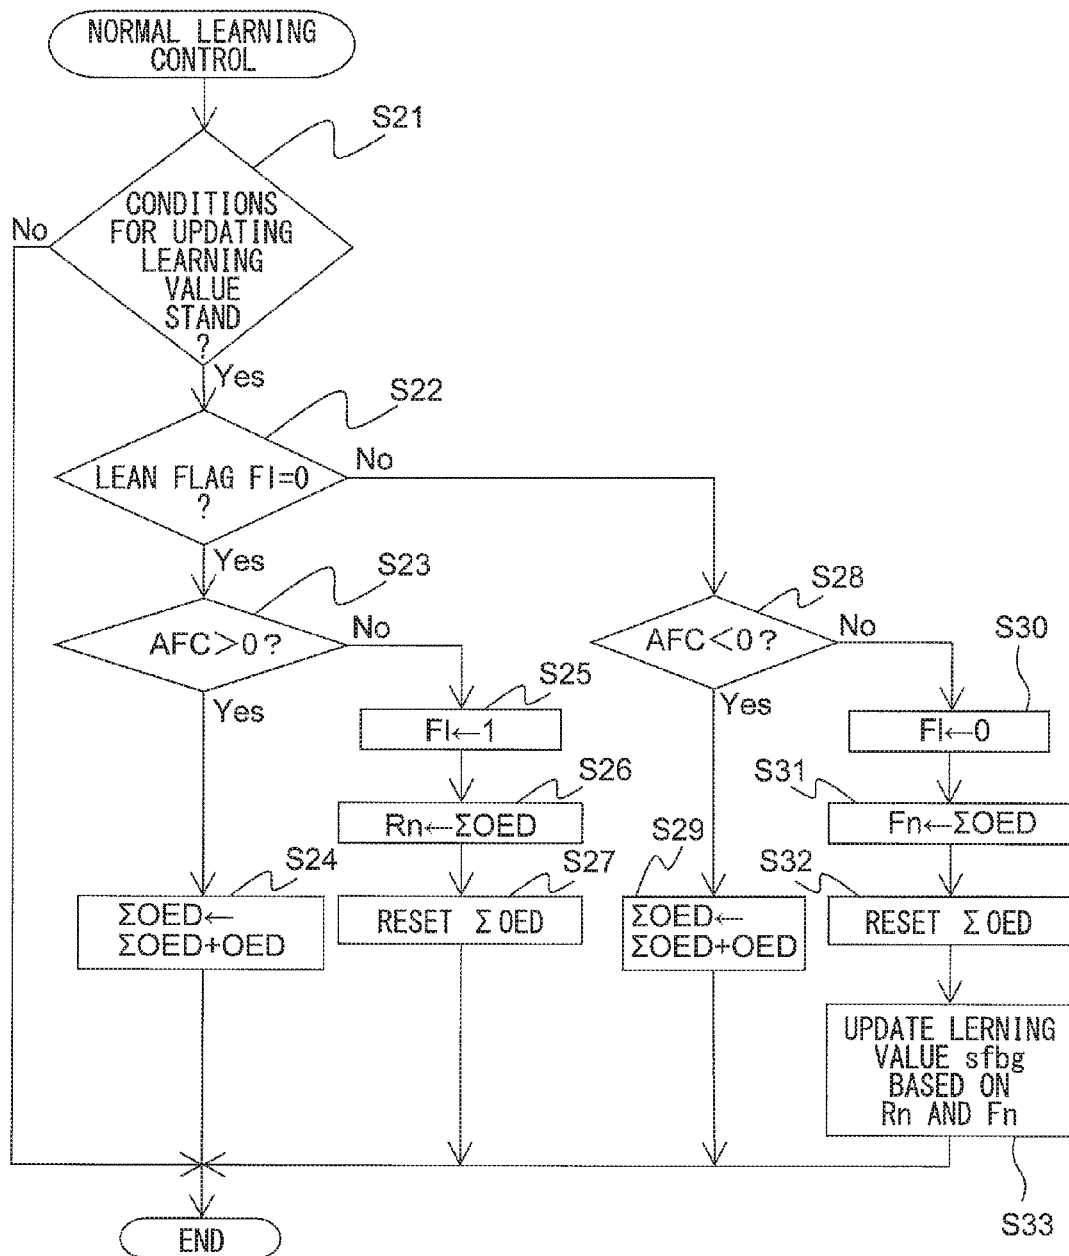 NORMAL LEARNING
CONTROL
S21
CONDITIONS
FOR UPDATING
LEARNING
VALUE
STAND
?
No
Yes
S22
LEAN FLAG Fl=0
?
No
Yes
S23
AFC>0?
No
Yes
S28
AFC<0?
No
Yes
S25
Fl←1
S30
Fl←0
S26
Rn←ΣOED
S31
Fn←ΣOED
S24
ΣOED←
ΣOED+OED
S27
RESET Σ OED
S29
ΣOED←
ΣOED+OED
S32
RESET Σ OED
UPDATE LERNING
VALUE sfbg
BASED ON
Rn AND Fn
S33
END